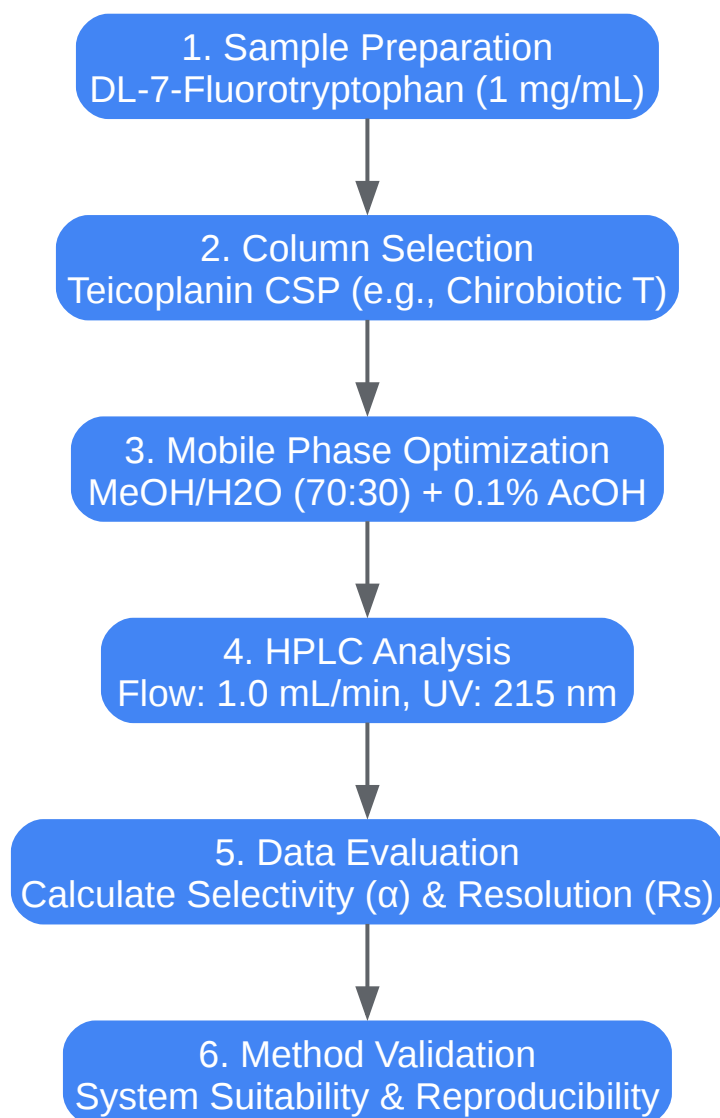 1. Sample Preparation
DL-7-Fluorotryptophan (1 mg/mL)
2. Column Selection
Teicoplanin CSP (e.g., Chirobiotic T)
3. Mobile Phase Optimization
MeOH/H2O (70:30) + 0.1% AcOH
4. HPLC Analysis
Flow: 1.0 mL/min, UV: 215 nm
5. Data Evaluation
Calculate Selectivity (α) & Resolution (Rs)
6. Method Validation
System Suitability & Reproducibility